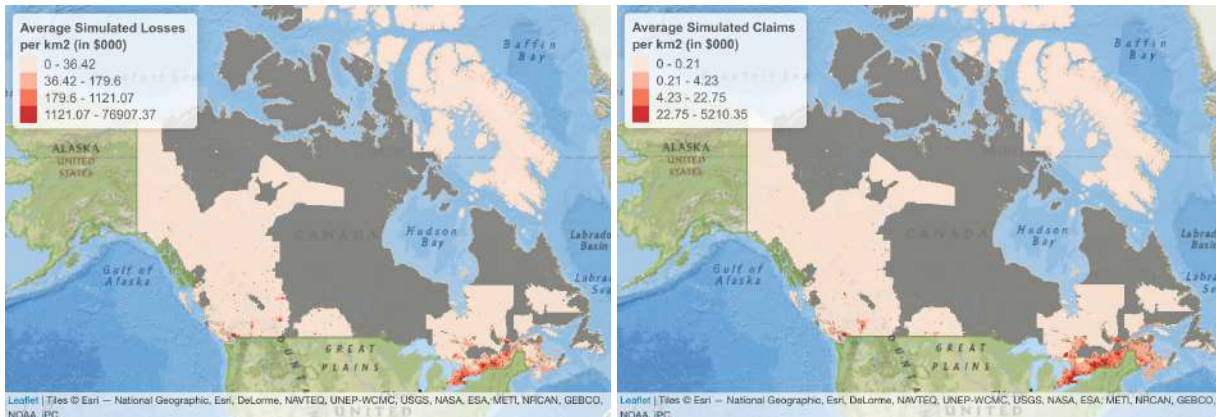 Average Simulated Losses
per km2 (in $000)
0 - 36.42
36.42 - 179.6
179.6 - 1121.07
1121.07 - 76907.37
Baffin
Bay
ALASKA
UNITED
STATES
CANADA
Hudson
Bay
Labrador
Basin
Gulf of
Alaska
GREAT
PLAINS
UNITED
Leaflet | Tiles © Esri — National Geographic, Esri, DeLorme, NAVTEQ, UNEP-WCMC, USGS, NASA, ESA, METI, NRCAN, GEBCO,
NOAA, iPC
Average Simulated Claims
per km2 (in $000)
0 - 0.21
0.21 - 4.23
4.23 - 22.75
22.75 - 5210.35
Baffin
Bay
ALASKA
UNITED
STATES
CANADA
Hudson
Bay
Labrador
Basin
Gulf of
Alaska
GREAT
PLAINS
UNITED
Leaflet | Tiles © Esri — National Geographic, Esri, DeLorme, NAVTEQ, UNEP-WCMC, USGS, NASA, ESA, METI, NRCAN, GEBCO,
NOAA, iPC